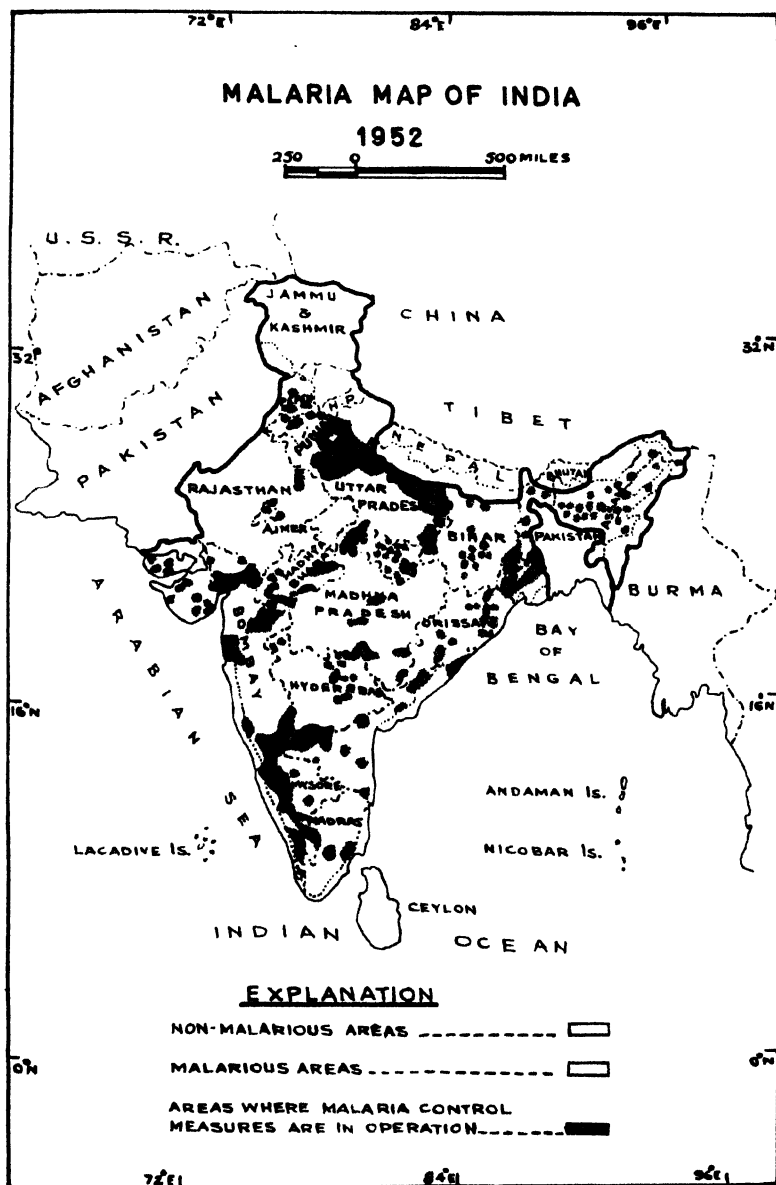 72°E 84°E 96°E
MALARIA MAP OF INDIA
1952
250 0 500 MILES
U.S.S.R.
JAMMU
&
KASHMIR
CHINA
32° 32°N
AFGHANISTAN
PAKISTAN
H.P.
TIBET
NEPAL
BHUTAN
RAJASTHAN
UTTAR
PRADESH
AJMER
BIHAR
PAKISTAN
MADHYA
PRADESH
BURMA
ORISSA
BOMBAY
BAY
OF
BENGAL
HYDERABAD
ARABIAN SEA
16°N 16°N
MYSORE
ANDAMAN Is.
MADRAS
LACADIVE Is.
NICOBAR Is.
CEYLON
INDIAN OCEAN
EXPLANATION
NON-MALARIOUS AREAS
MALARIOUS AREAS
AREAS WHERE MALARIA CONTROL
MEASURES ARE IN OPERATION
0°N 0°N
72°E 84°E 96°E